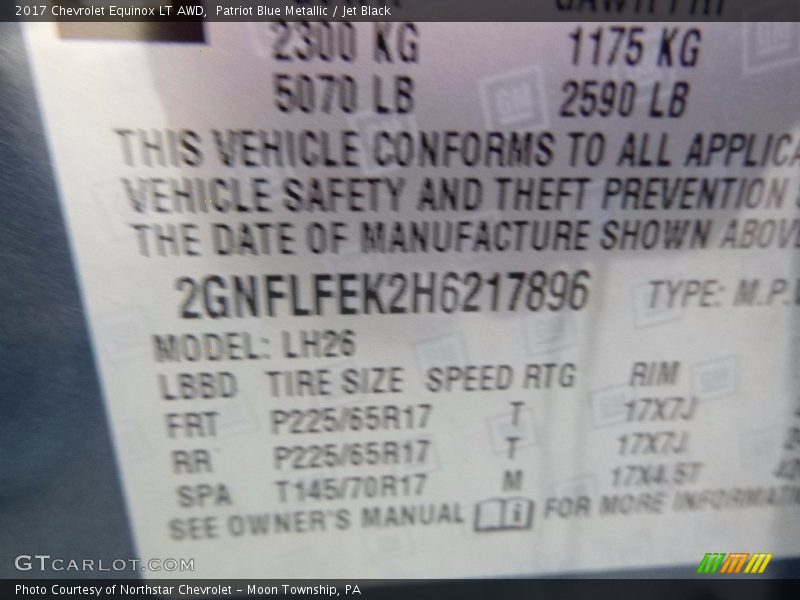 2017 Chevrolet Equinox LT AWD, Patriot Blue Metallic / Jet Black
2300 KG 1175 KG
5070 LB 2590 LB
THIS VEHICLE CONFORMS TO ALL APPLICA
VEHICLE SAFETY AND THEFT PREVENTION
THE DATE OF MANUFACTURE SHOWN ABOVE
2GNFLFEK2H6217896 TYPE: M.P.
MODEL: LH26
LBBD TIRE SIZE SPEED RTG RIM
FRT P225/65R17 T 17X7J
RR P225/65R17 T 17X7J
SPA T145/70R17 M 17X4.5T
SEE OWNER'S MANUAL FOR MORE INFORMATI
GTCARLOT.COM
Photo Courtesy of Northstar Chevrolet - Moon Township, PA